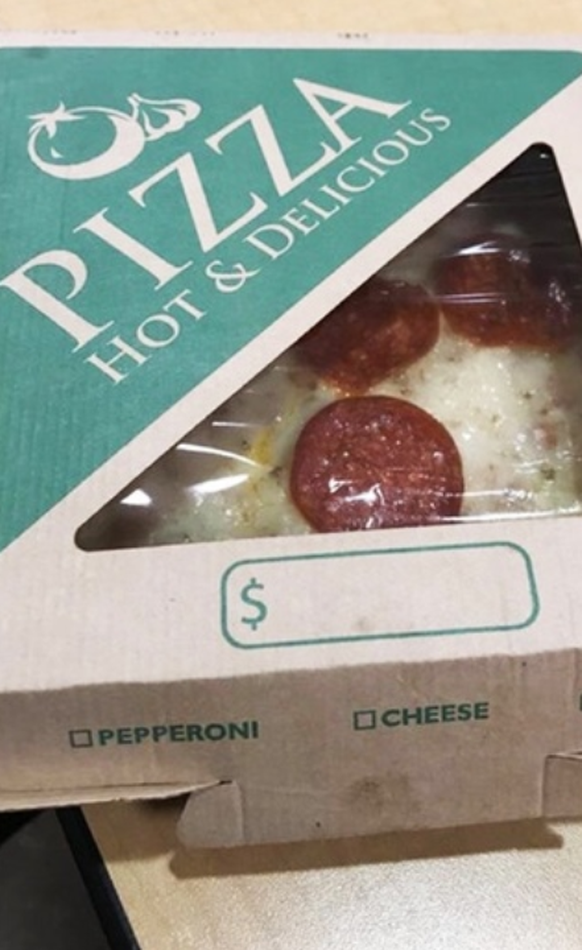 PIZZA
HOT & DELICIOUS
$
PEPPERONI
CHEESE